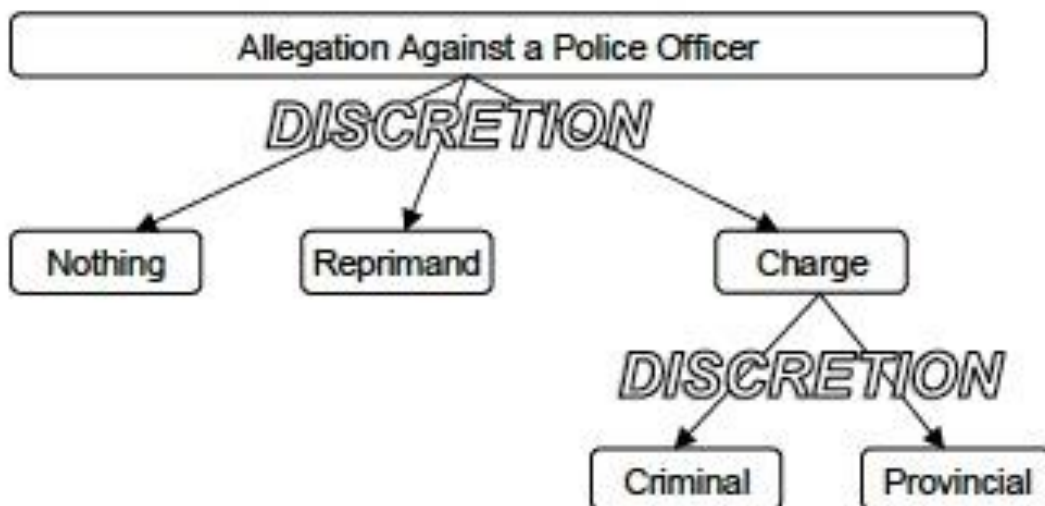 Allegation Against a Police Officer
DISCRETION
Nothing
Reprimand
Charge
DISCRETION
Criminal
Provincial